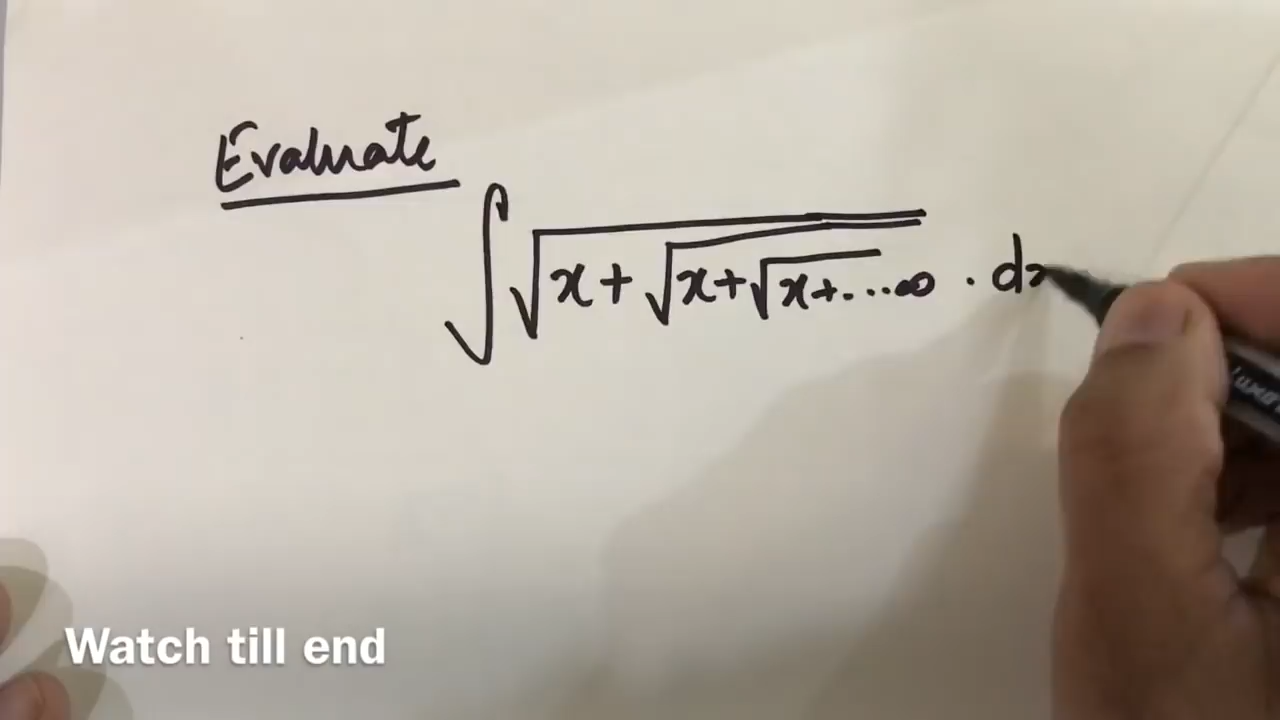 Evaluate
∫√(x+√(x+√(x+....∞ . dx
Watch till end